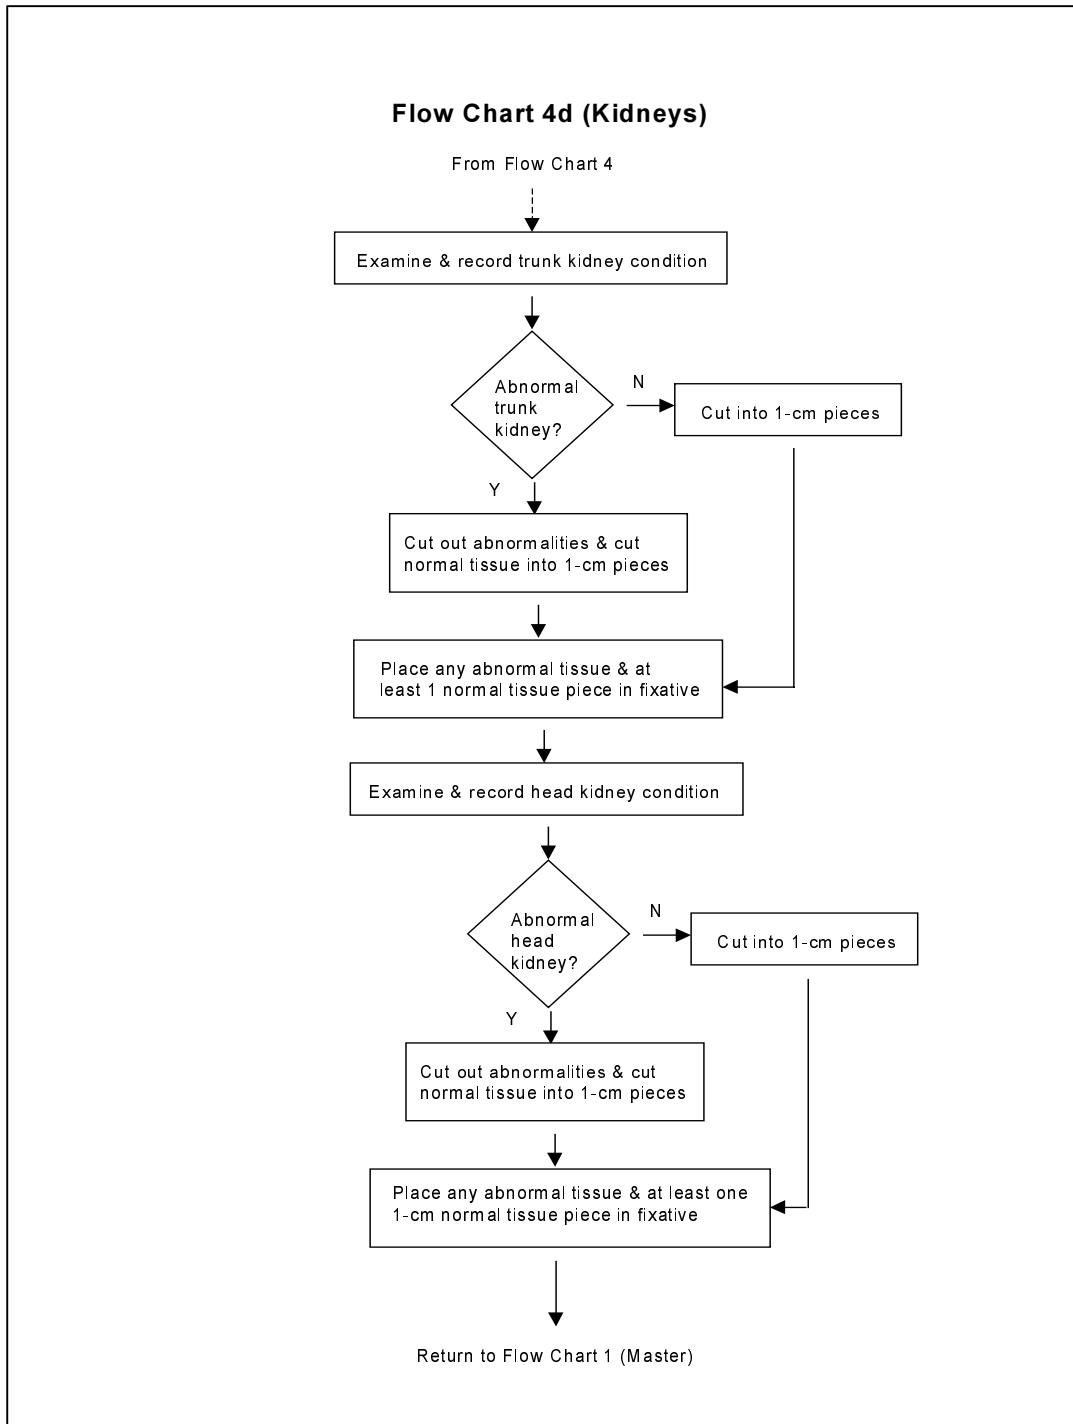 Flow Chart 4d (Kidneys)
From Flow Chart 4
Examine & record trunk kidney condition
Abnormal
trunk
kidney?
N
Cut into 1-cm pieces
Y
Cut out abnormalities & cut
normal tissue into 1-cm pieces
Place any abnormal tissue & at
least 1 normal tissue piece in fixative
Examine & record head kidney condition
Abnormal
head
kidney?
N
Cut into 1-cm pieces
Y
Cut out abnormalities & cut
normal tissue into 1-cm pieces
Place any abnormal tissue & at least one
1-cm normal tissue piece in fixative
Return to Flow Chart 1 (Master)